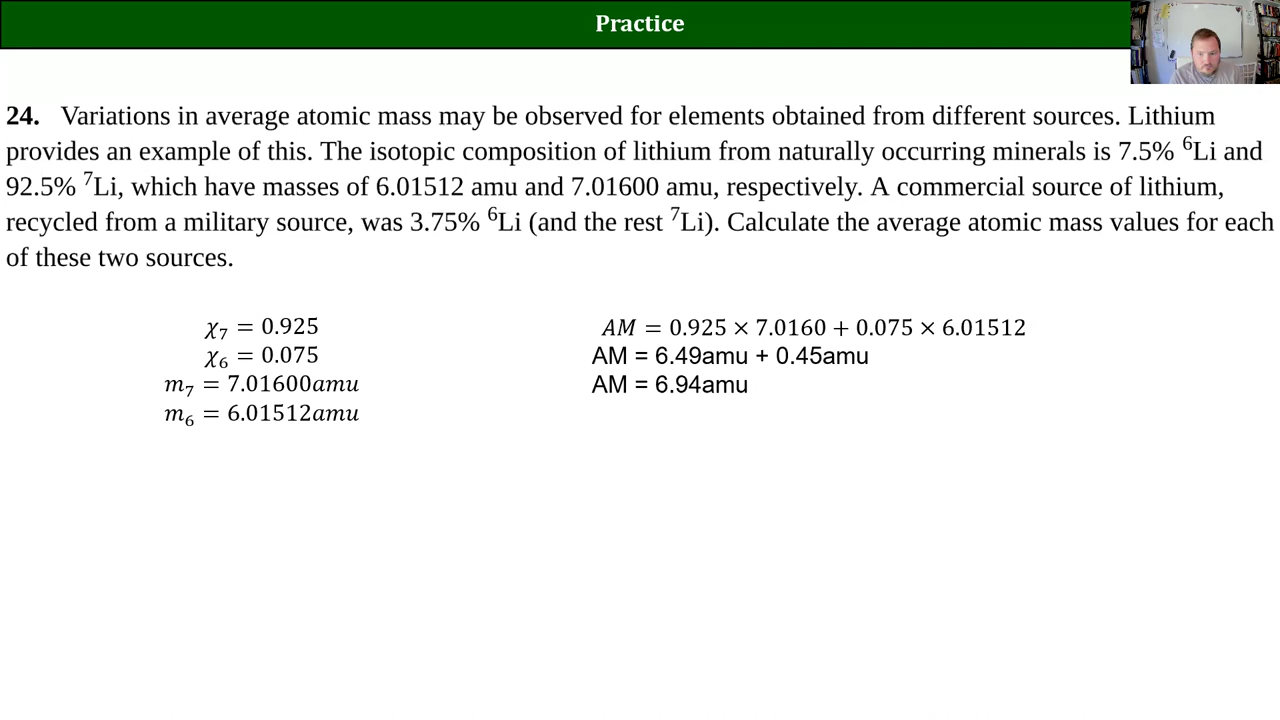 Practice
24. Variations in average atomic mass may be observed for elements obtained from different sources. Lithium
provides an example of this. The isotopic composition of lithium from naturally occurring minerals is 7.5% ⁶Li and
92.5% ⁷Li, which have masses of 6.01512 amu and 7.01600 amu, respectively. A commercial source of lithium,
recycled from a military source, was 3.75% ⁶Li (and the rest ⁷Li). Calculate the average atomic mass values for each
of these two sources.
χ₇ = 0.925
χ₆ = 0.075
m₇ = 7.01600amu
m₆ = 6.01512amu
AM = 0.925 × 7.0160 + 0.075 × 6.01512
AM = 6.49amu + 0.45amu
AM = 6.94amu